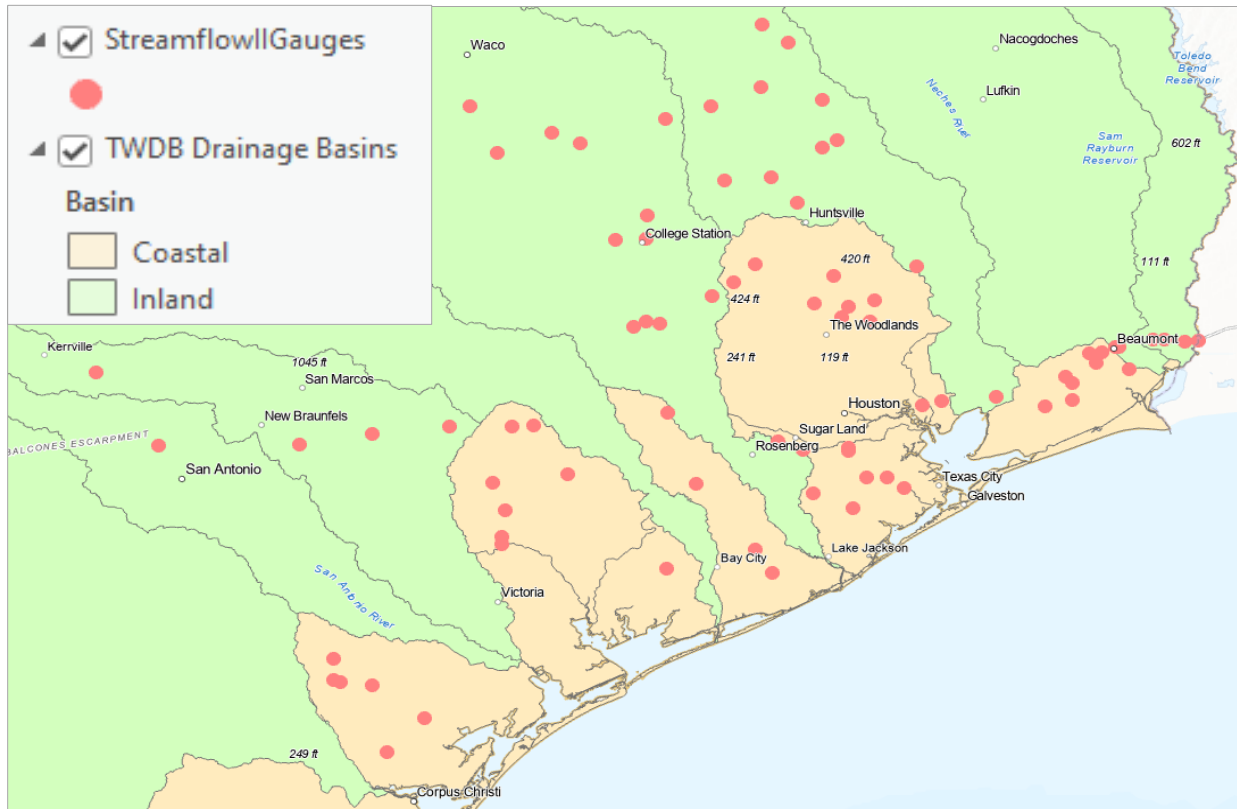 StreamflowIIGauges
TWDB Drainage Basins
Basin
Coastal
Inland
Waco
Nacogdoches
Toledo
Bend
Reservoir
Lufkin
Neches River
Sam
Rayburn
Reservoir
602 ft
Huntsville
College Station
420 ft
111 ft
424 ft
The Woodlands
Beaumont
241 ft
119 ft
Kerrville
1045 ft
San Marcos
New Braunfels
Houston
BALCONES ESCARPMENT
Sugar Land
Rosenberg
San Antonio
Texas City
Galveston
Lake Jackson
Bay City
San Antonio River
Victoria
249 ft
Corpus Christi